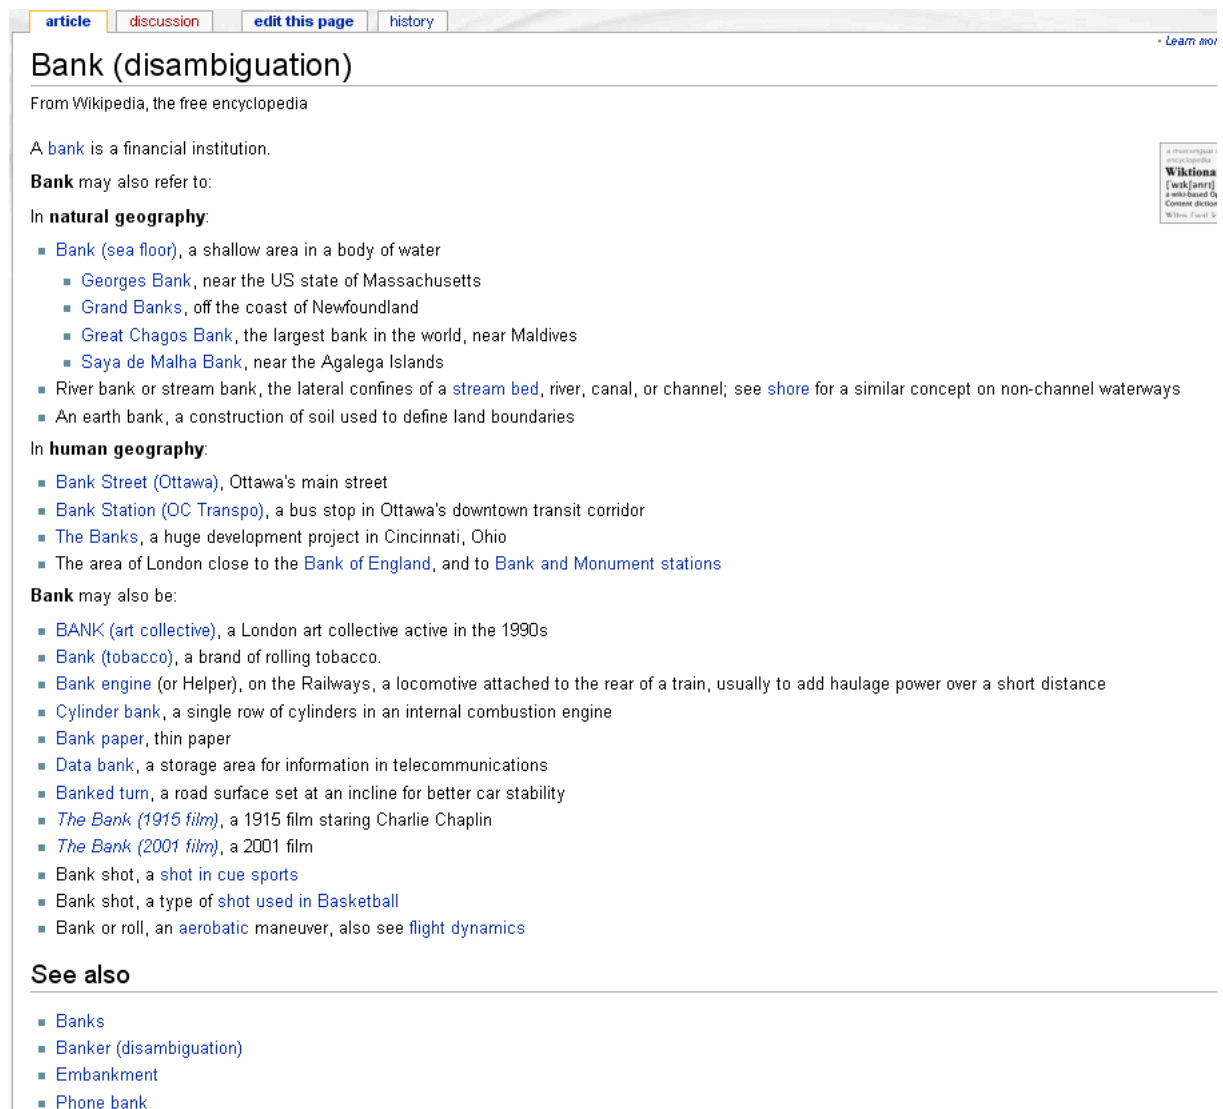 article
discussion
edit this page
history
Learn
Bank (disambiguation)
From Wikipedia, the free encyclopedia
A bank is a financial institution.
Bank may also refer to:
In natural geography:
Bank (sea floor), a shallow area in a body of water
Georges Bank, near the US state of Massachusetts
Grand Banks, off the coast of Newfoundland
Great Chagos Bank, the largest bank in the world, near Maldives
Saya de Malha Bank, near the Agalega Islands
River bank or stream bank, the lateral confines of a stream bed, river, canal, or channel; see shore for a similar concept on non-channel waterways
An earth bank, a construction of soil used to define land boundaries
In human geography:
Bank Street (Ottawa), Ottawa's main street
Bank Station (OC Transpo), a bus stop in Ottawa's downtown transit corridor
The Banks, a huge development project in Cincinnati, Ohio
The area of London close to the Bank of England, and to Bank and Monument stations
Bank may also be:
BANK (art collective), a London art collective active in the 1990s
Bank (tobacco), a brand of rolling tobacco.
Bank engine (or Helper), on the Railways, a locomotive attached to the rear of a train, usually to add haulage power over a short distance
Cylinder bank, a single row of cylinders in an internal combustion engine
Bank paper, thin paper
Data bank, a storage area for information in telecommunications
Banked turn, a road surface set at an incline for better car stability
The Bank (1915 film), a 1915 film staring Charlie Chaplin
The Bank (2001 film), a 2001 film
Bank shot, a shot in cue sports
Bank shot, a type of shot used in Basketball
Bank or roll, an aerobatic maneuver, also see flight dynamics
See also
Banks
Banker (disambiguation)
Embankment
Phone bank
encyclopedia
Wiktiona
[ˈwɪkʃənrɪ]
a wiki-based Op
Content diction